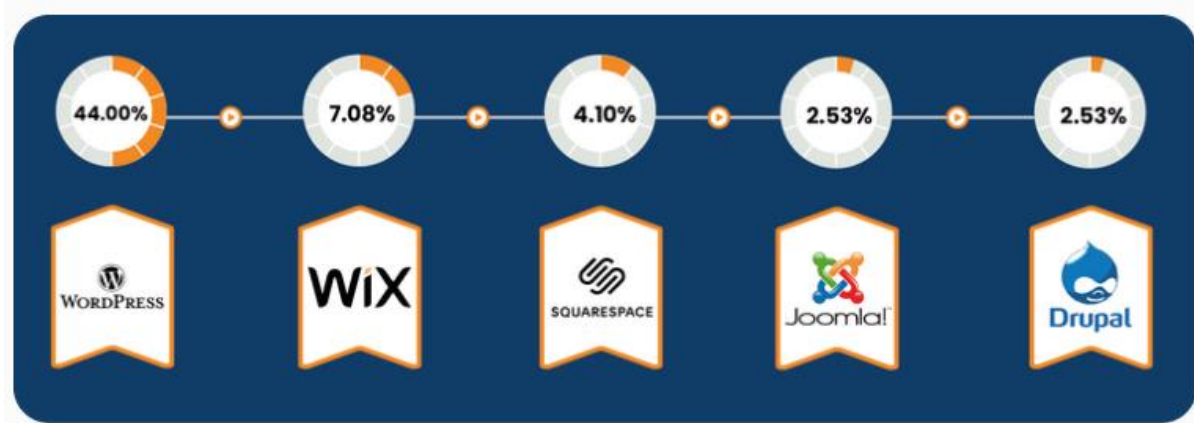 44.00%
7.08%
4.10%
2.53%
2.53%
W
WORDPRESS
WiX
SQUARESPACE
Joomla!
Drupal